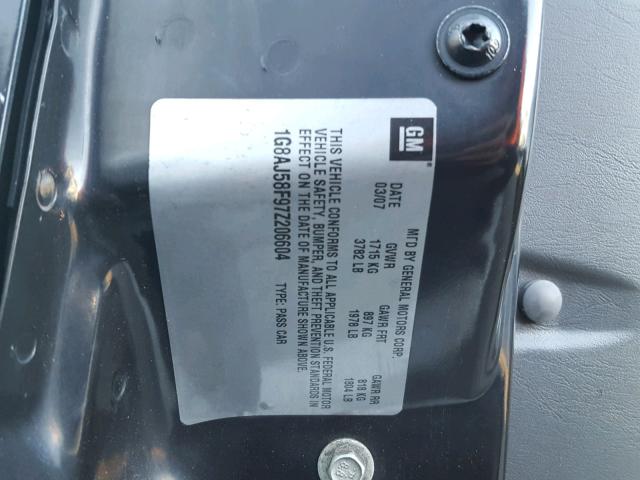 GM
MFD BY GENERAL MOTORS CORP.
DATE GVWR GAWR FRT GAWR RR
03/07 1715 KG 897 KG 818 KG
3782 LB 1978 LB 1804 LB
THIS VEHICLE CONFORMS TO ALL APPLICABLE U.S. FEDERAL MOTOR
VEHICLE SAFETY, BUMPER, AND THEFT PREVENTION STANDARDS IN
EFFECT ON THE DATE OF MANUFACTURE SHOWN ABOVE.
1G8AJ58F97Z206604 TYPE: PASS CAR